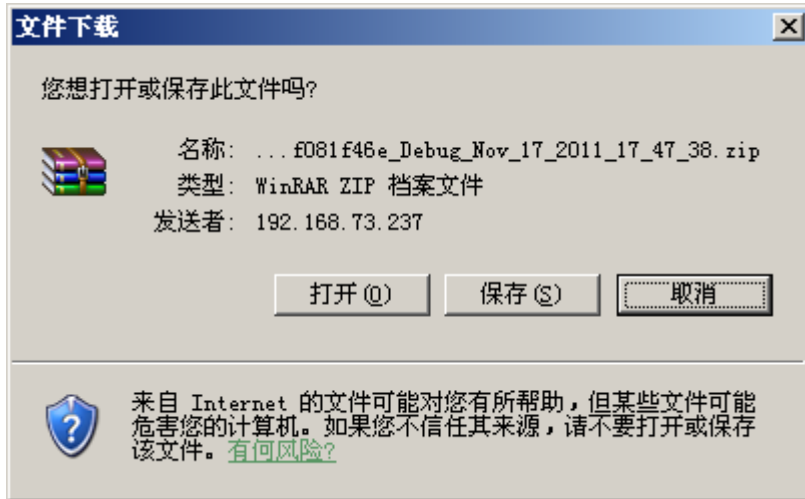 文件下载
您想打开或保存此文件吗?
名称: ...f081f46e_Debug_Nov_17_2011_17_47_38.zip
类型: WinRAR ZIP 档案文件
发送者: 192.168.73.237
打开(O) 保存(S) 取消
来自 Internet 的文件可能对您有所帮助，但某些文件可能
危害您的计算机。如果您不信任其来源，请不要打开或保存
该文件。有何风险?